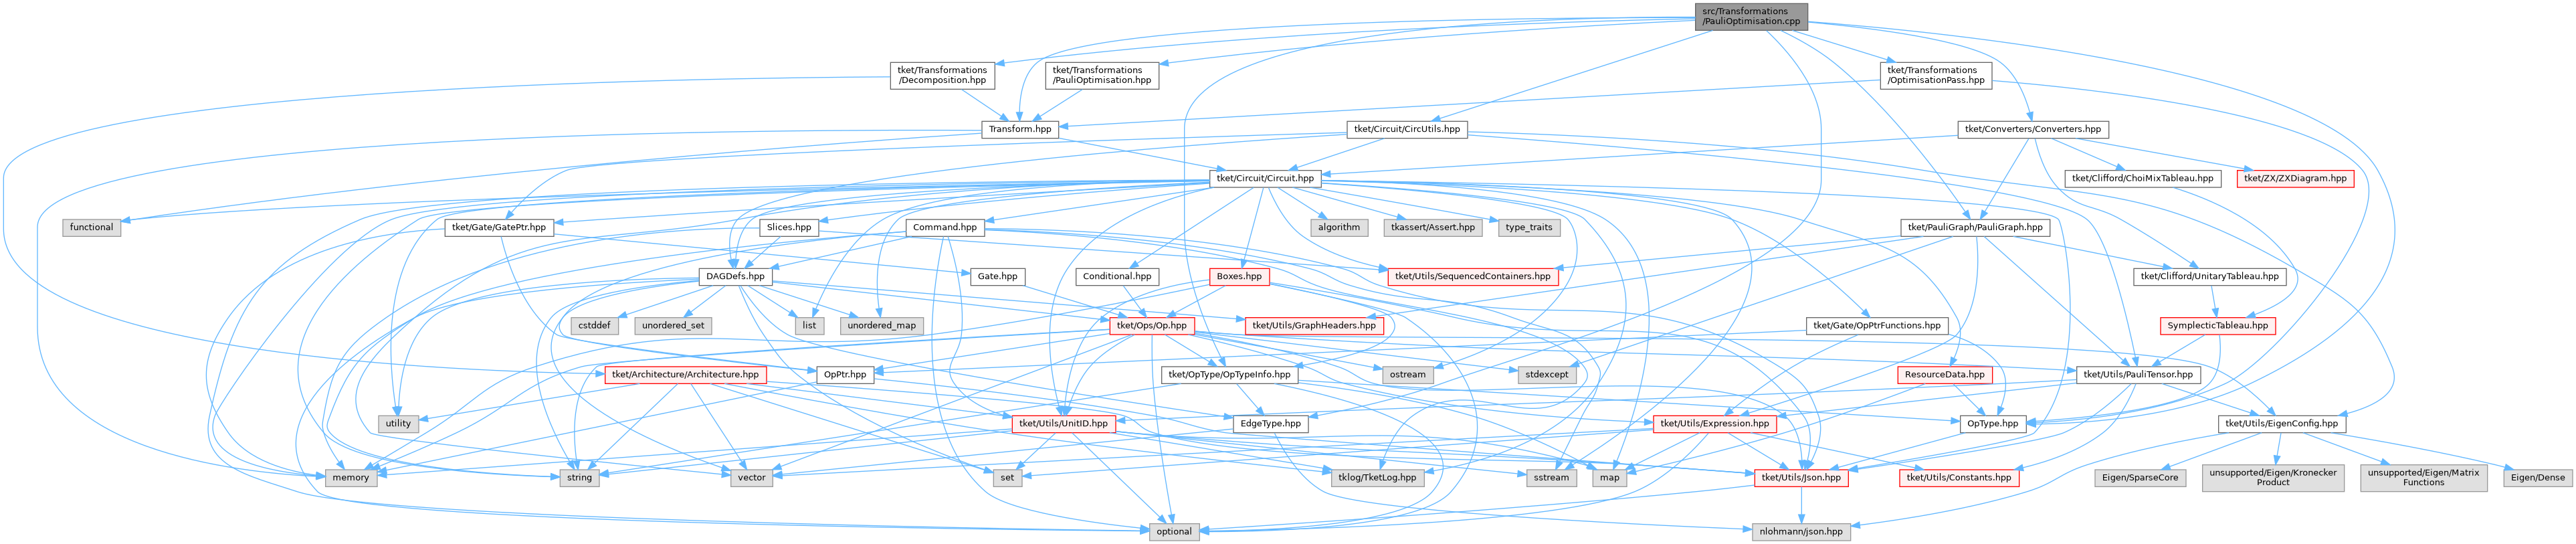 src/Transformations
/PauliOptimisation.cpp
tket/Transformations
/Decomposition.hpp
tket/Transformations
/PauliOptimisation.hpp
tket/Transformations
/OptimisationPass.hpp
Transform.hpp
tket/Circuit/CircUtils.hpp
tket/Converters/Converters.hpp
tket/Circuit/Circuit.hpp
tket/Clifford/ChoiMixTableau.hpp
tket/ZX/ZXDiagram.hpp
functional
tket/Gate/GatePtr.hpp
Slices.hpp
Command.hpp
algorithm
tkassert/Assert.hpp
type_traits
tket/PauliGraph/PauliGraph.hpp
DAGDefs.hpp
Gate.hpp
Conditional.hpp
Boxes.hpp
tket/Utils/SequencedContainers.hpp
tket/Clifford/UnitaryTableau.hpp
cstddef
unordered_set
list
unordered_map
tket/Ops/Op.hpp
tket/Utils/GraphHeaders.hpp
tket/Gate/OpPtrFunctions.hpp
SymplecticTableau.hpp
tket/Architecture/Architecture.hpp
OpPtr.hpp
tket/OpType/OpTypeInfo.hpp
ostream
stdexcept
ResourceData.hpp
tket/Utils/PauliTensor.hpp
utility
tket/Utils/UnitID.hpp
EdgeType.hpp
tket/Utils/Expression.hpp
OpType.hpp
tket/Utils/EigenConfig.hpp
memory
string
vector
set
tklog/TketLog.hpp
sstream
map
tket/Utils/Json.hpp
tket/Utils/Constants.hpp
Eigen/SparseCore
unsupported/Eigen/Kronecker
Product
unsupported/Eigen/Matrix
Functions
Eigen/Dense
optional
nlohmann/json.hpp